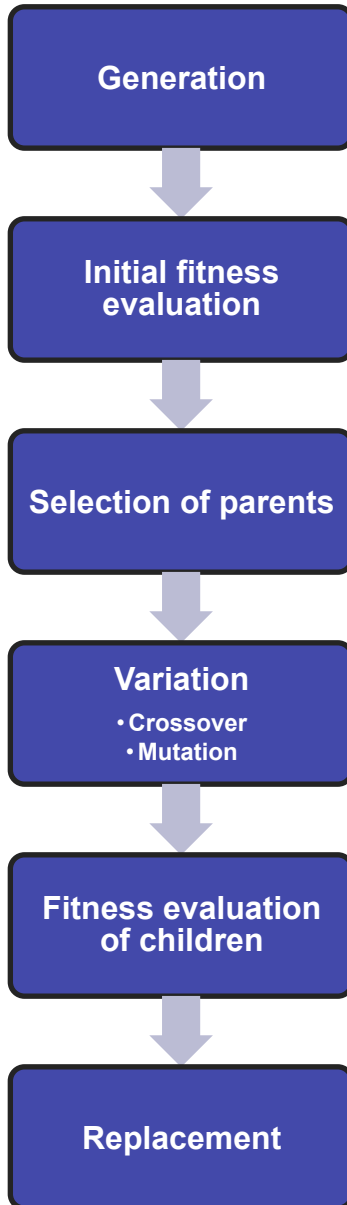 Generation
Initial fitness
evaluation
Selection of parents
Variation
• Crossover
• Mutation
Fitness evaluation
of children
Replacement